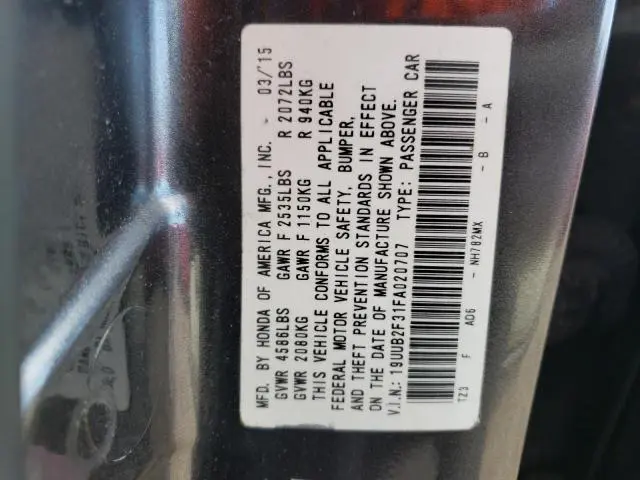 MFD. BY HONDA OF AMERICA MFG., INC. 03/'15
GVWR 4586LBS GAWR F 2535LBS R 2072LBS
GVWR 2080KG GAWR F 1150KG R 940KG
THIS VEHICLE CONFORMS TO ALL APPLICABLE
FEDERAL MOTOR VEHICLE SAFETY, BUMPER,
AND THEFT PREVENTION STANDARDS IN EFFECT
ON THE DATE OF MANUFACTURE SHOWN ABOVE.
V.I.N.: 19UUB2F31FA020707 TYPE: PASSENGER CAR
TZ3 F AD6 - NH782MX - B - A